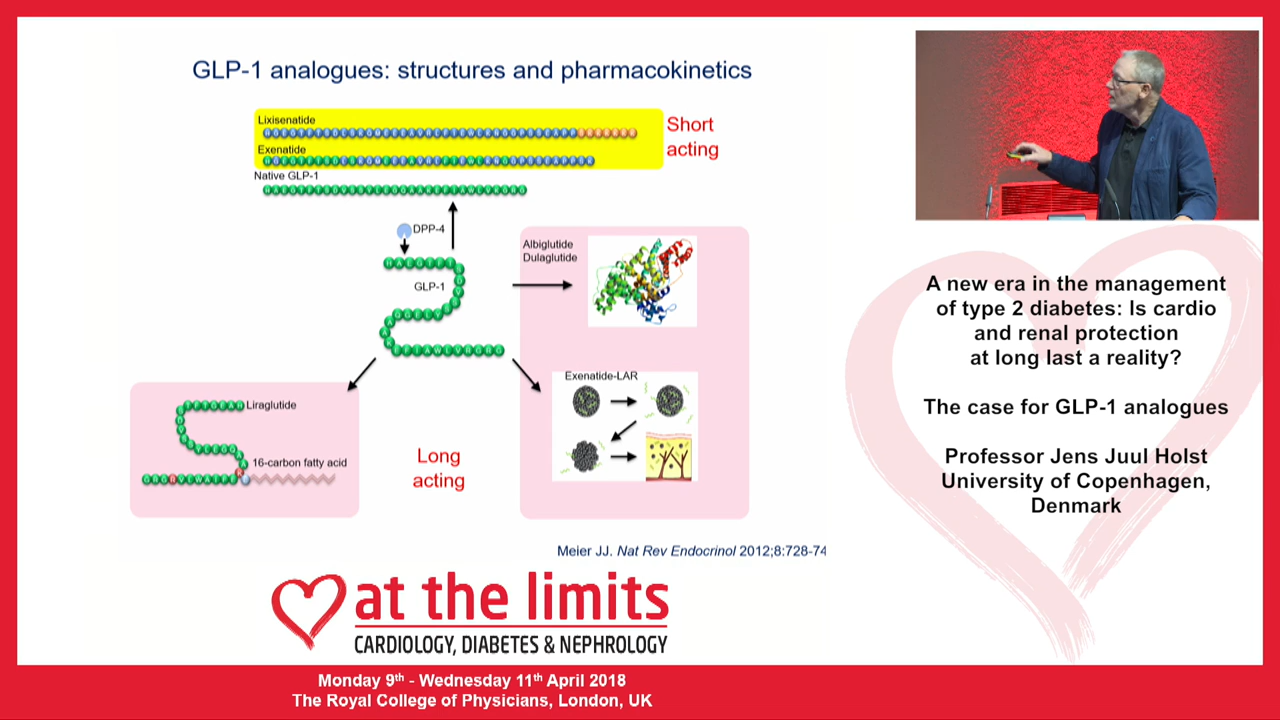 GLP-1 analogues: structures and pharmacokinetics
Lixisenatide
Exenatide
Native GLP-1
Short
acting
DPP-4
GLP-1
Albiglutide
Dulaglutide
Exenatide-LAR
Liraglutide
16-carbon fatty acid
Long
acting
Meier JJ. Nat Rev Endocrinol 2012;8:728-74
at the limits
CARDIOLOGY, DIABETES & NEPHROLOGY
Monday 9th - Wednesday 11th April 2018
The Royal College of Physicians, London, UK
A new era in the management
of type 2 diabetes: Is cardio
and renal protection
at long last a reality?
The case for GLP-1 analogues
Professor Jens Juul Holst
University of Copenhagen,
Denmark